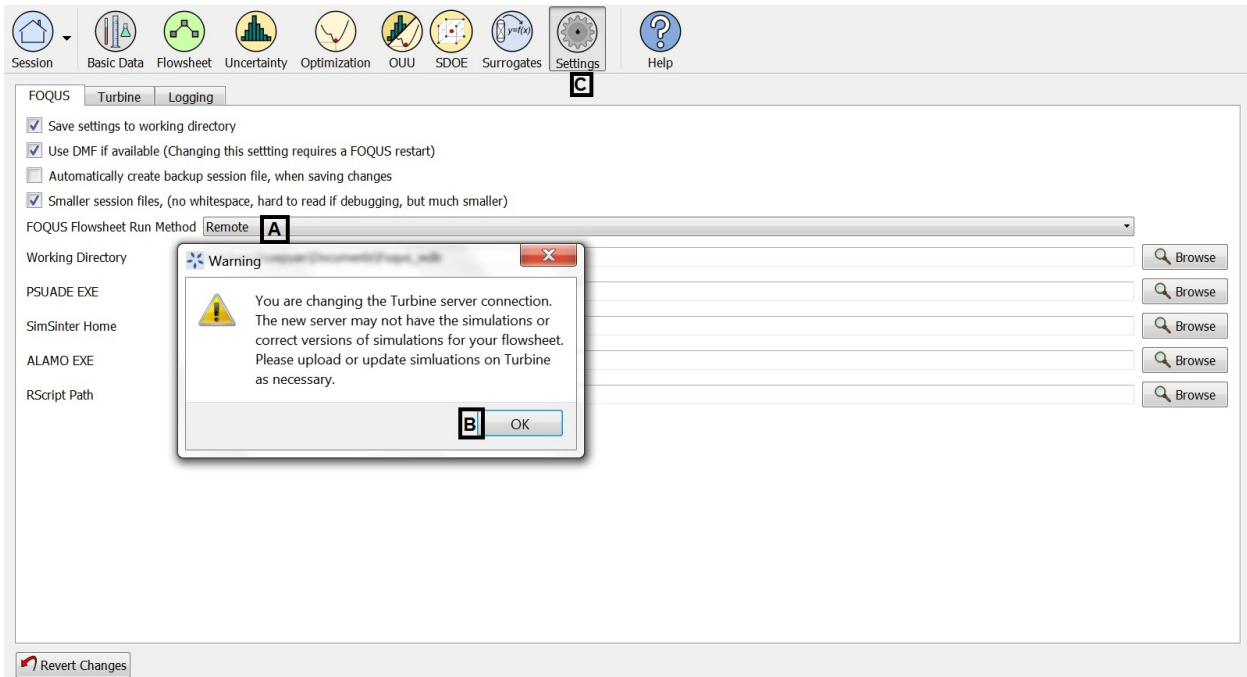 y=f(x)
Session Basic Data Flowsheet Uncertainty Optimization OUU SDOE Surrogates Settings Help
C
FOQUS Turbine Logging
Save settings to working directory
Use DMF if available (Changing this settting requires a FOQUS restart)
Automatically create backup session file, when saving changes
Smaller session files, (no whitespace, hard to read if debugging, but much smaller)
FOQUS Flowsheet Run Method Remote A
Working Directory Browse
PSUADE EXE Browse
SimSinter Home Browse
ALAMO EXE Browse
RScript Path Browse
Warning
You are changing the Turbine server connection.
The new server may not have the simulations or
correct versions of simulations for your flowsheet.
Please upload or update simluations on Turbine
as necessary.
B OK
Revert Changes